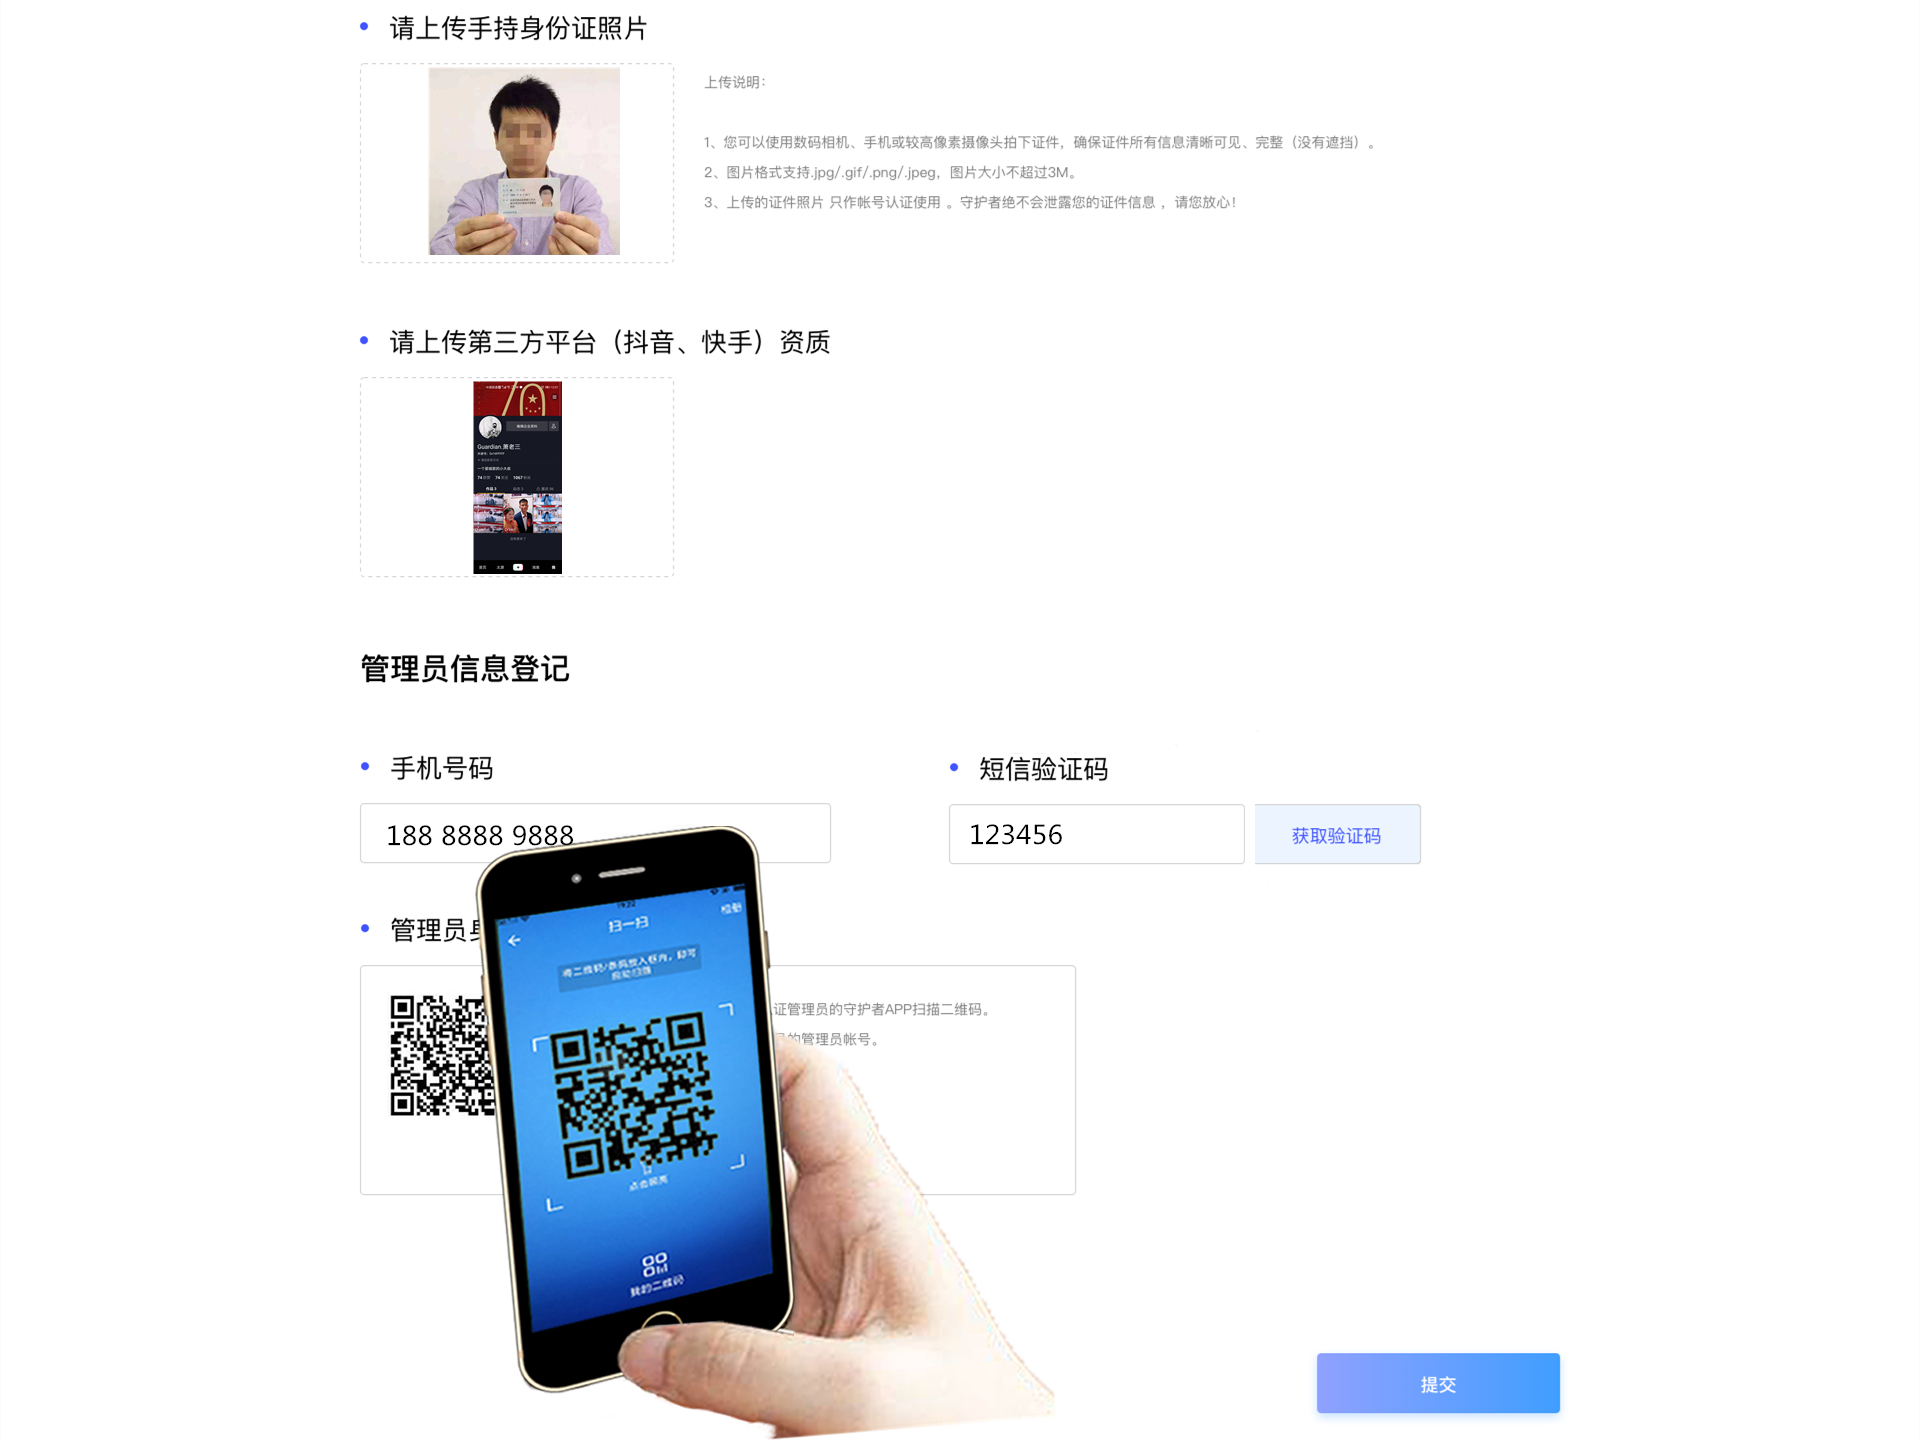 请上传手持身份证照片
上传说明：
1、您可以使用数码相机、手机或较高像素摄像头拍下证件，确保证件所有信息清晰可见、完整（没有遮挡）。
2、图片格式支持.jpg/.gif/.png/.jpeg，图片大小不超过3M。
3、上传的证件照片 只作帐号认证使用 。守护者绝不会泄露您的证件信息 ，请您放心！
请上传第三方平台（抖音、快手）资质
Guardian.萧老三
管理员信息登记
手机号码
188 8888 9888
短信验证码
123456
获取验证码
管理员
19:22
扫一扫
相册
将二维码/条码放入框内，即可
自动扫描
证管理员的守护者APP扫描二维码。
的管理员帐号。
点击照亮
我的二维码
提交